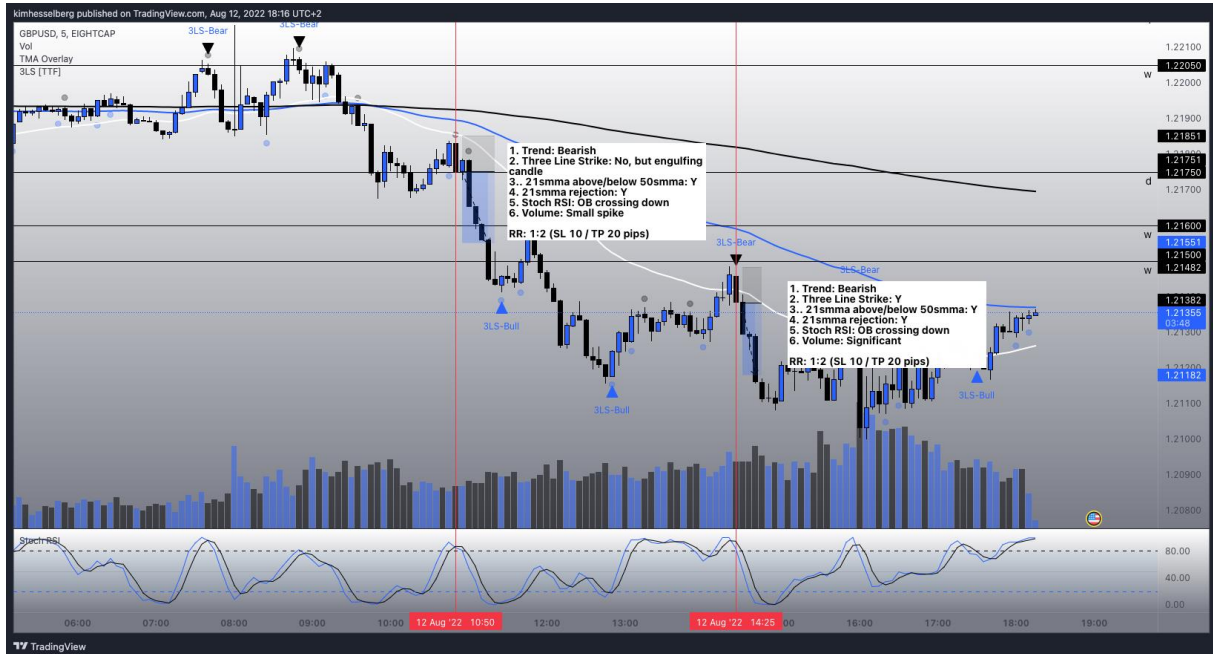 kimhesselberg published on TradingView.com, Aug 12, 2022 18:16 UTC+2
GBPUSD, 5, EIGHTCAP
Vol
TMA Overlay
3LS [TTF]
3LS-Bear
3LS-Bear
1. Trend: Bearish
2. Three Line Strike: No, but engulfing
candle
3.. 21smma above/below 50smma: Y
4. 21smma rejection: Y
5. Stoch RSI: OB crossing down
6. Volume: Small spike
RR: 1:2 (SL 10 / TP 20 pips)
3LS-Bear
3LS-Bear
1. Trend: Bearish
2. Three Line Strike: Y
3.. 21smma above/below 50smma: Y
4. 21smma rejection: Y
5. Stoch RSI: OB crossing down
6. Volume: Significant
RR: 1:2 (SL 10 / TP 20 pips)
3LS-Bull
3LS-Bull
3LS-Bull
1.22100
1.22050
w
1.22000
1.21900
1.21851
1.21751
1.21750
d
1.21700
1.21600
w
1.21551
1.21500
w
1.21482
1.21382
1.21355
03:48
1.21300
1.21200
1.21182
1.21100
1.21000
1.20900
1.20800
Stoch RSI
80.00
40.00
0.00
06:00
07:00
08:00
09:00
10:00
12 Aug '22 10:50
12:00
13:00
12 Aug '22 14:25
16:00
17:00
18:00
19:00
TradingView